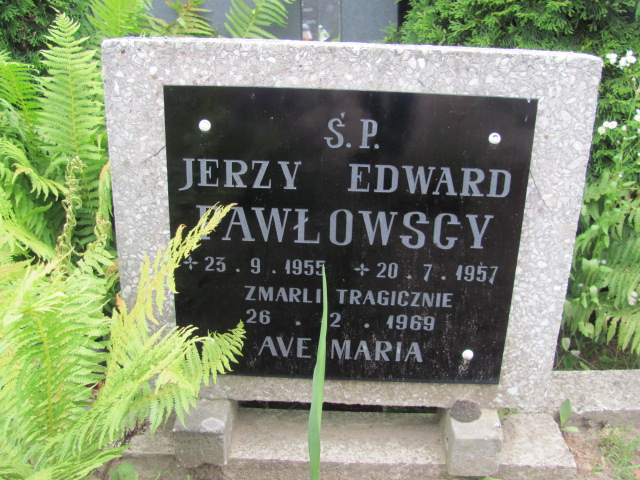 Ś.P.
JERZY EDWARD
PAWŁOWSCY
+ 23.9.1955 + 20.7.1957
ZMARLI TRAGICZNIE
26.2.1969
AVE MARIA